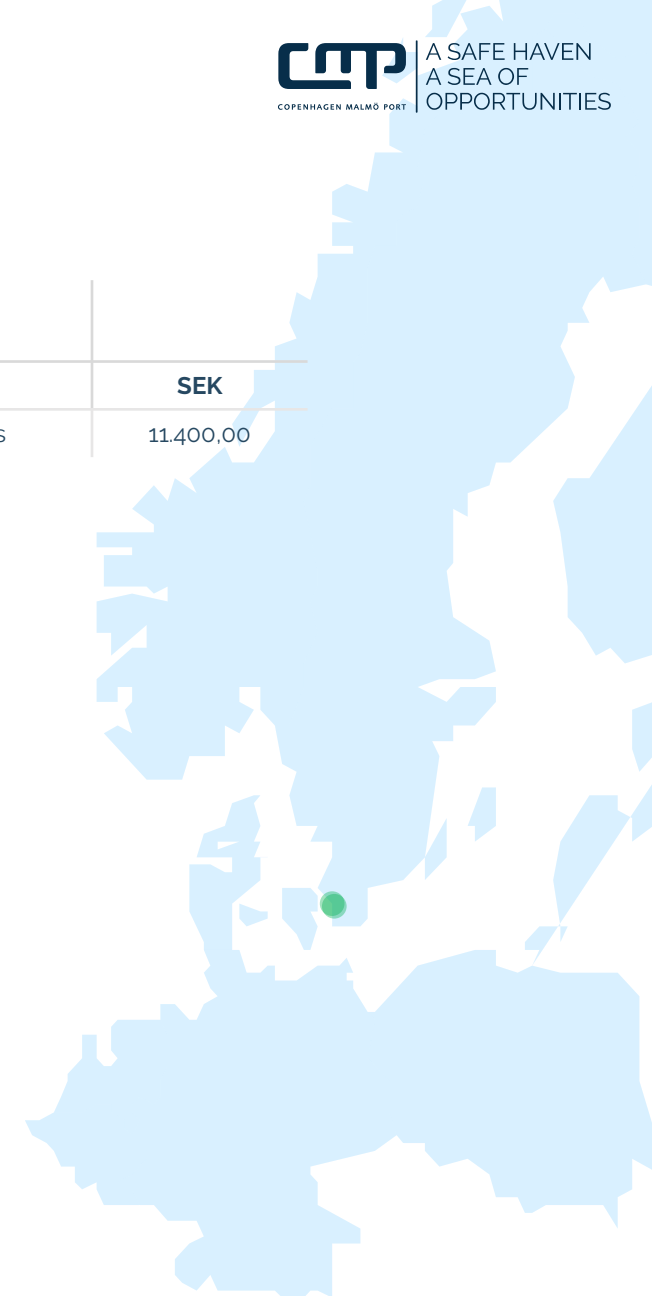 CMP
COPENHAGEN MALMÖ PORT
A SAFE HAVEN
A SEA OF
OPPORTUNITIES
SEK
s 11.400,00